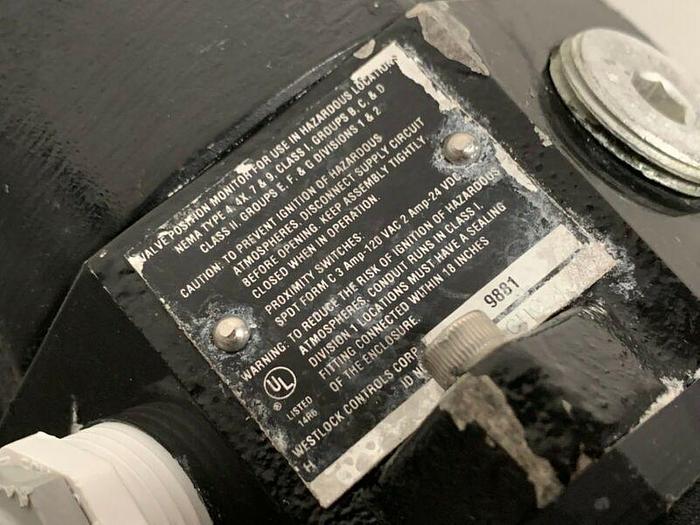 VALVE POSITION MONITOR FOR USE IN HAZARDOUS LOCATIONS
NEMA TYPE 4, 4X, 7 & 9, CLASS I, GROUPS B, C, & D
CLASS II, GROUPS E, F, & G DIVISIONS 1 & 2
CAUTION: TO PREVENT IGNITION OF HAZARDOUS
ATMOSPHERES, DISCONNECT SUPPLY CIRCUIT
BEFORE OPENING. KEEP ASSEMBLY TIGHTLY
CLOSED WHEN IN OPERATION.
PROXIMITY SWITCHES:
SPDT FORM C 3 Amp-120 VAC 2 Amp-24 VDC
WARNING: TO REDUCE THE RISK OF IGNITION OF HAZARDOUS
ATMOSPHERES, CONDUIT RUNS IN CLASS I,
DIVISION 1 LOCATIONS MUST HAVE A SEALING
FITTING CONNECTED WITHIN 18 INCHES
OF THE ENCLOSURE.
UL
®
LISTED
14R6
WESTLOCK CONTROLS CORP
ID N
9881
H